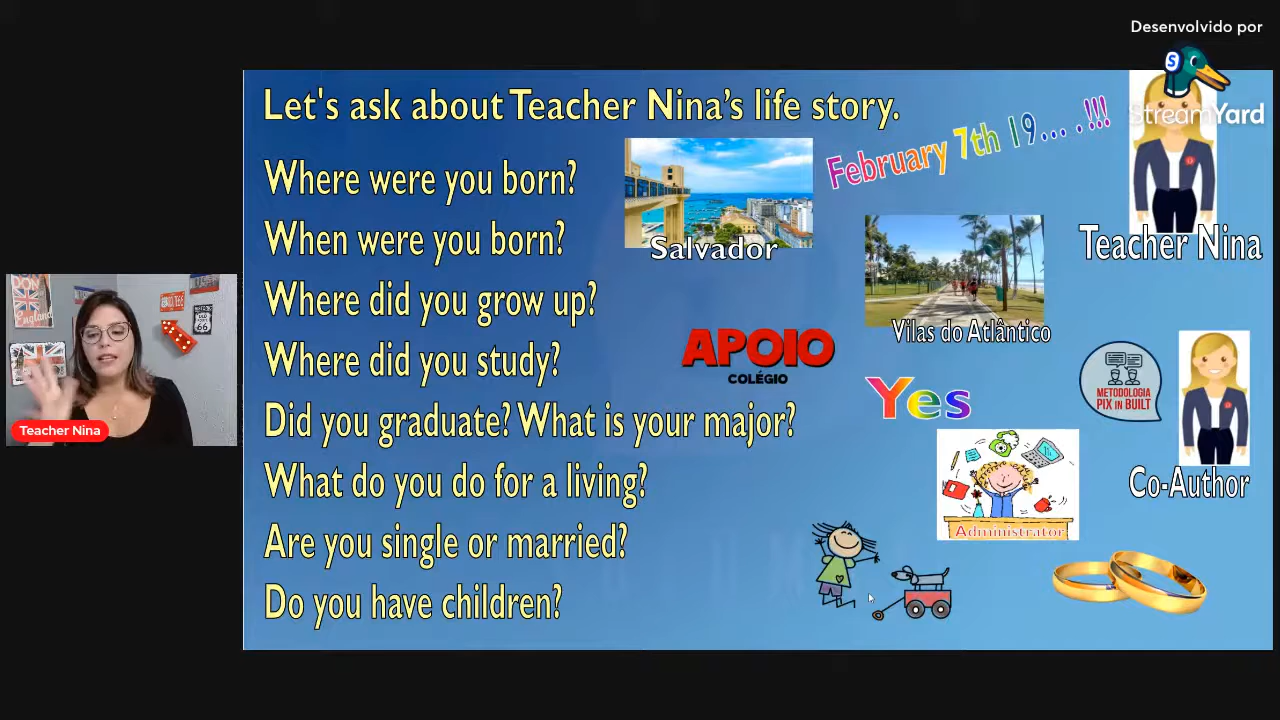 Desenvolvido por
StreamYard
Let's ask about Teacher Nina's life story.
February 7th 19... .!!!
Where were you born?
When were you born?
Salvador
Teacher Nina
Where did you grow up?
Vilas do Atlântico
Where did you study?
APOIO
COLÉGIO
Yes
METODOLOGIA
PIX in BUILT
Did you graduate? What is your major?
What do you do for a living?
Co-Author
Administrator
Are you single or married?
Do you have children?
Teacher Nina
England
66